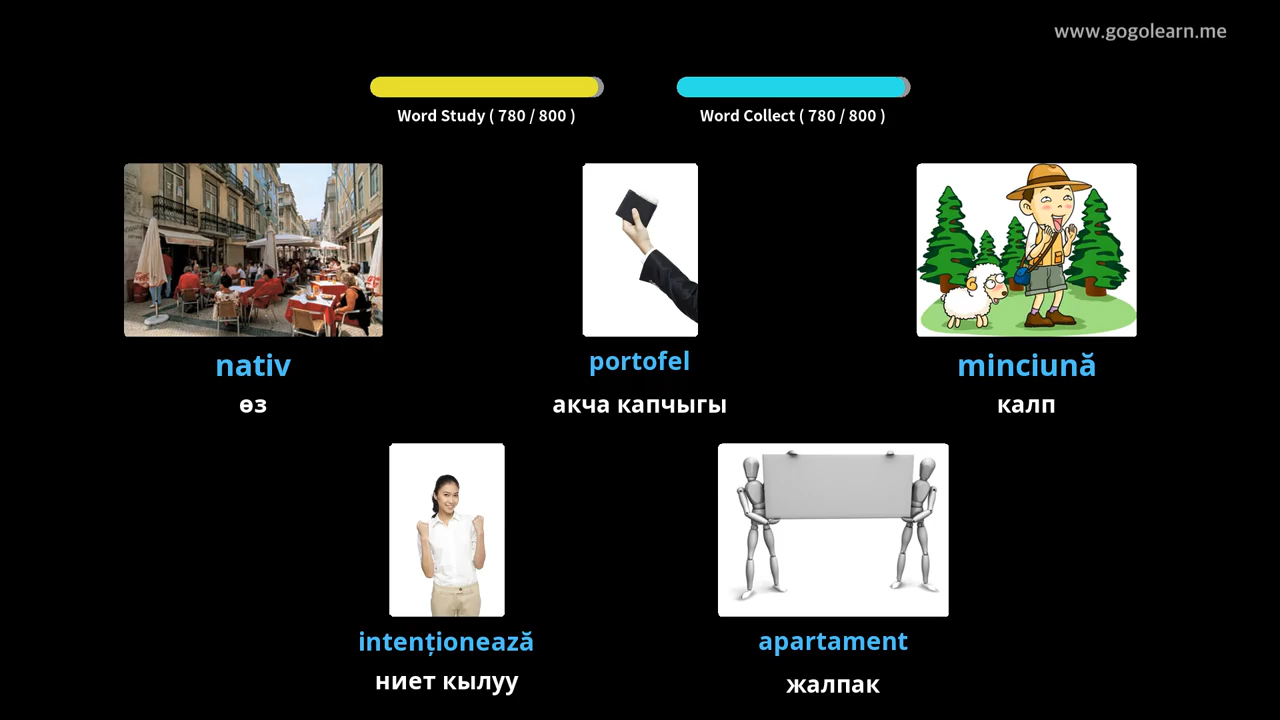 www.gogolearn.me
Word Study ( 780 / 800 )
Word Collect ( 780 / 800 )
nativ
өз
portofel
акча капчыгы
minciună
калп
intenționează
ниет кылуу
apartament
жалпак